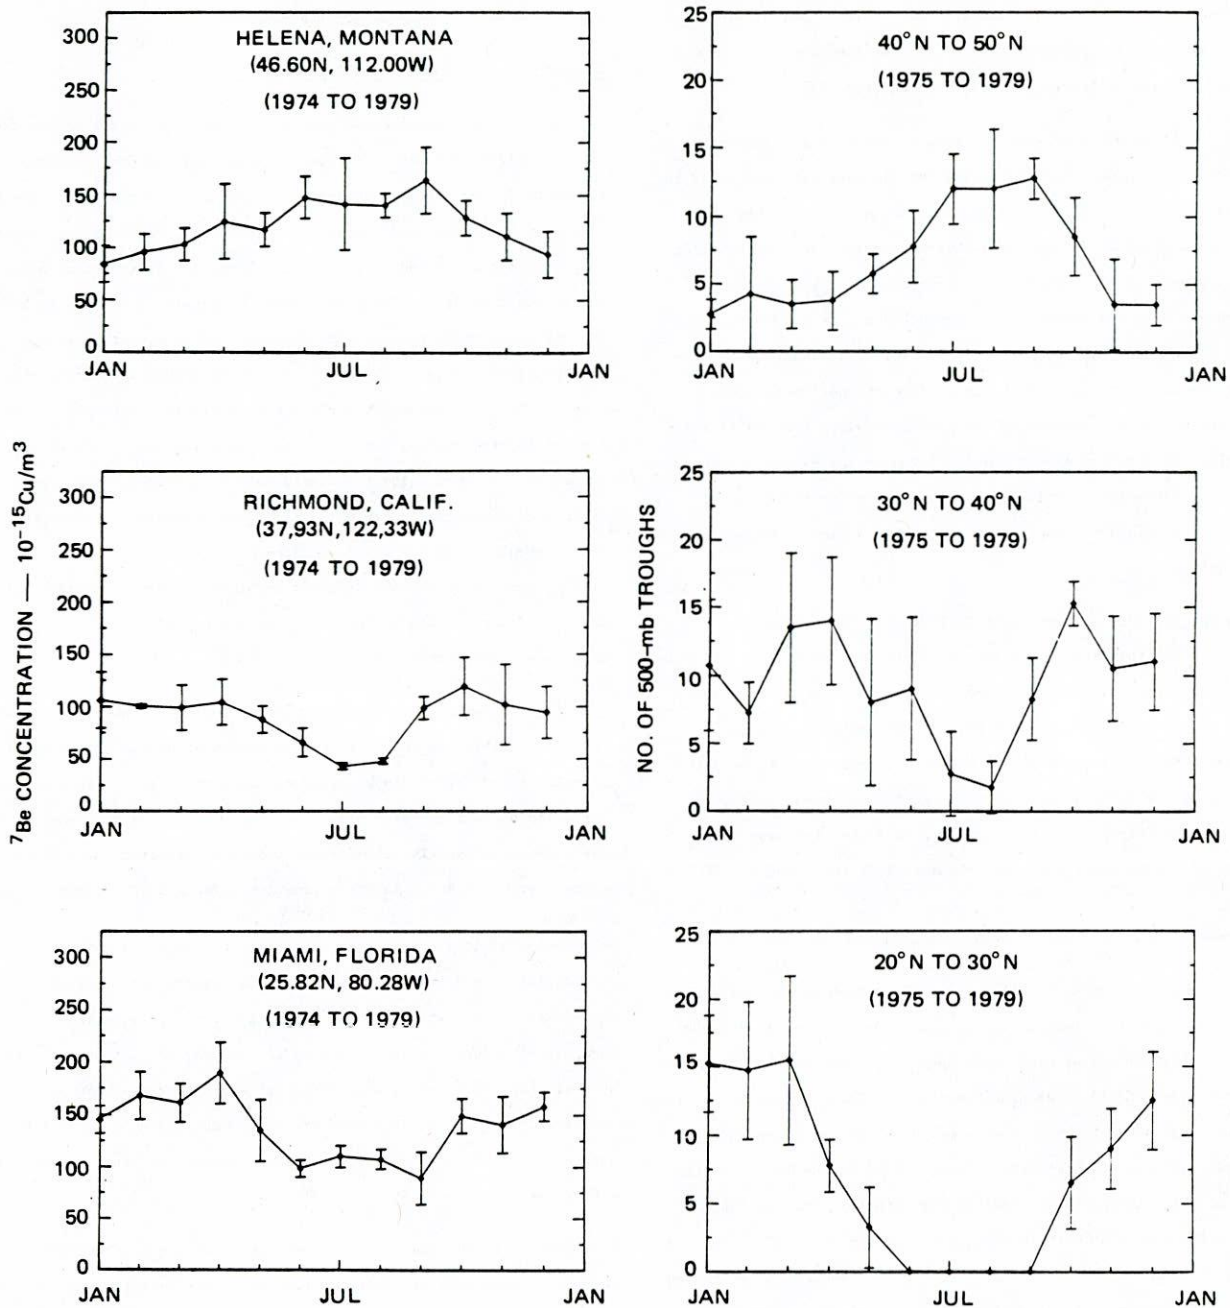 300
250
200
150
100
50
0
HELENA, MONTANA
(46.60N, 112.00W)
(1974 TO 1979)
JAN
JUL
JAN
25
20
15
10
5
0
40°N TO 50°N
(1975 TO 1979)
JAN
JUL
JAN
⁷Be CONCENTRATION — 10⁻¹⁵Cu/m³
300
250
200
150
100
50
0
RICHMOND, CALIF.
(37,93N,122,33W)
(1974 TO 1979)
JAN
JUL
JAN
NO. OF 500-mb TROUGHS
25
20
15
10
5
0
30°N TO 40°N
(1975 TO 1979)
JAN
JUL
JAN
300
250
200
150
100
50
0
MIAMI, FLORIDA
(25.82N, 80.28W)
(1974 TO 1979)
JAN
JUL
JAN
25
20
15
10
5
0
20°N TO 30°N
(1975 TO 1979)
JAN
JUL
JAN